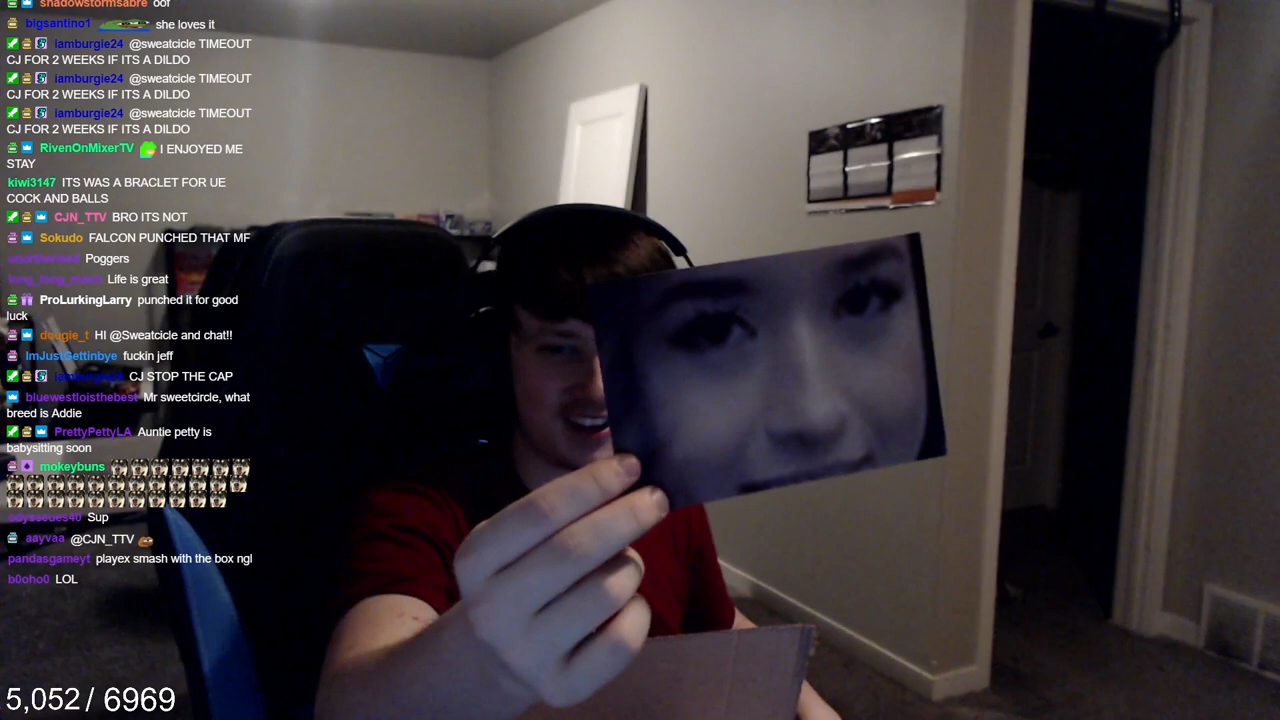 shadowstormsabre oof
bigsantino1 she loves it
iamburgie24 @sweatcicle TIMEOUT
CJ FOR 2 WEEKS IF ITS A DILDO
iamburgie24 @sweatcicle TIMEOUT
CJ FOR 2 WEEKS IF ITS A DILDO
iamburgie24 @sweatcicle TIMEOUT
CJ FOR 2 WEEKS IF ITS A DILDO
RivenOnMixerTV I ENJOYED ME
STAY
kiwi3147 ITS WAS A BRACLET FOR UE
COCK AND BALLS
CJN_TTV BRO ITS NOT
Sokudo FALCON PUNCHED THAT MF
Poggers
Life is great
ProLurkingLarry punched it for good
luck
dougie_t HI @Sweatcicle and chat!!
ImJustGettinbye fuckin jeff
iamburgie24 CJ STOP THE CAP
bluewestloisthebest Mr sweetcircle, what
breed is Addie
PrettyPettyLA Auntie petty is
babysitting soon
mokeybuns
Sup
aayvaa @CJN_TTV
pandasgameyt playex smash with the box ngl
b0oho0 LOL
5,052 / 6969